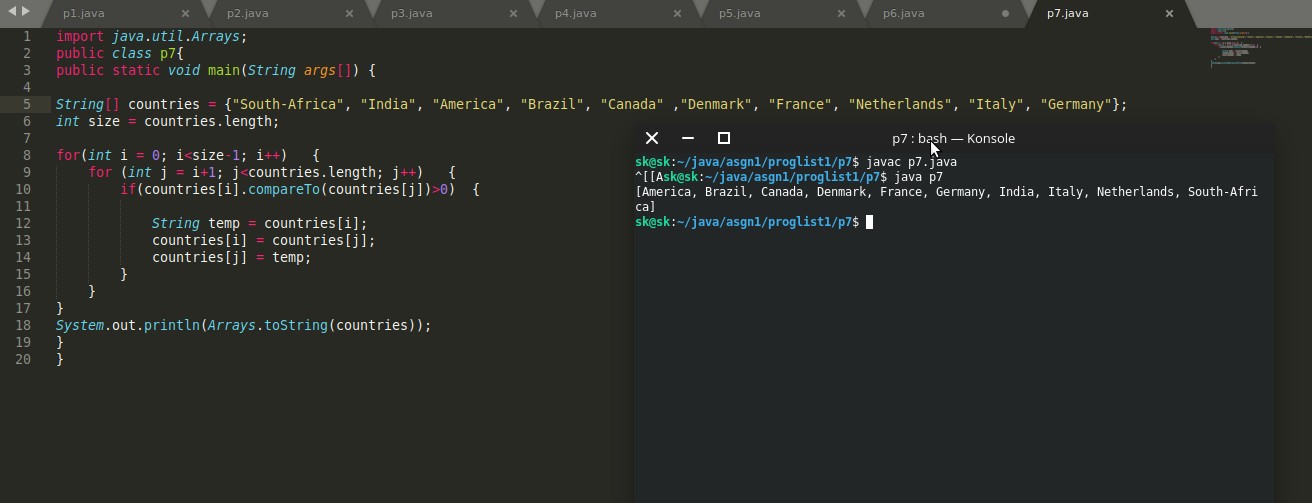 p1.java × p2.java × p3.java × p4.java × p5.java × p6.java p7.java ×
1 import java.util.Arrays;
2 public class p7{
3 public static void main(String args[]) {
4
5 String[] countries = {"South-Africa", "India", "America", "Brazil", "Canada" ,"Denmark", "France", "Netherlands", "Italy", "Germany"};
6 int size = countries.length;
7
8 for(int i = 0; i<size-1; i++)   {
9     for (int j = i+1; j<countries.length; j++)   {
10         if(countries[i].compareTo(countries[j])>0)  {
11
12             String temp = countries[i];
13             countries[i] = countries[j];
14             countries[j] = temp;
15         }
16     }
17 }
18 System.out.println(Arrays.toString(countries));
19 }
20 }
p7 : bash — Konsole
sk@sk:~/java/asgn1/proglist1/p7$ javac p7.java
^[[Ask@sk:~/java/asgn1/proglist1/p7$ java p7
[America, Brazil, Canada, Denmark, France, Germany, India, Italy, Netherlands, South-Afri
ca]
sk@sk:~/java/asgn1/proglist1/p7$